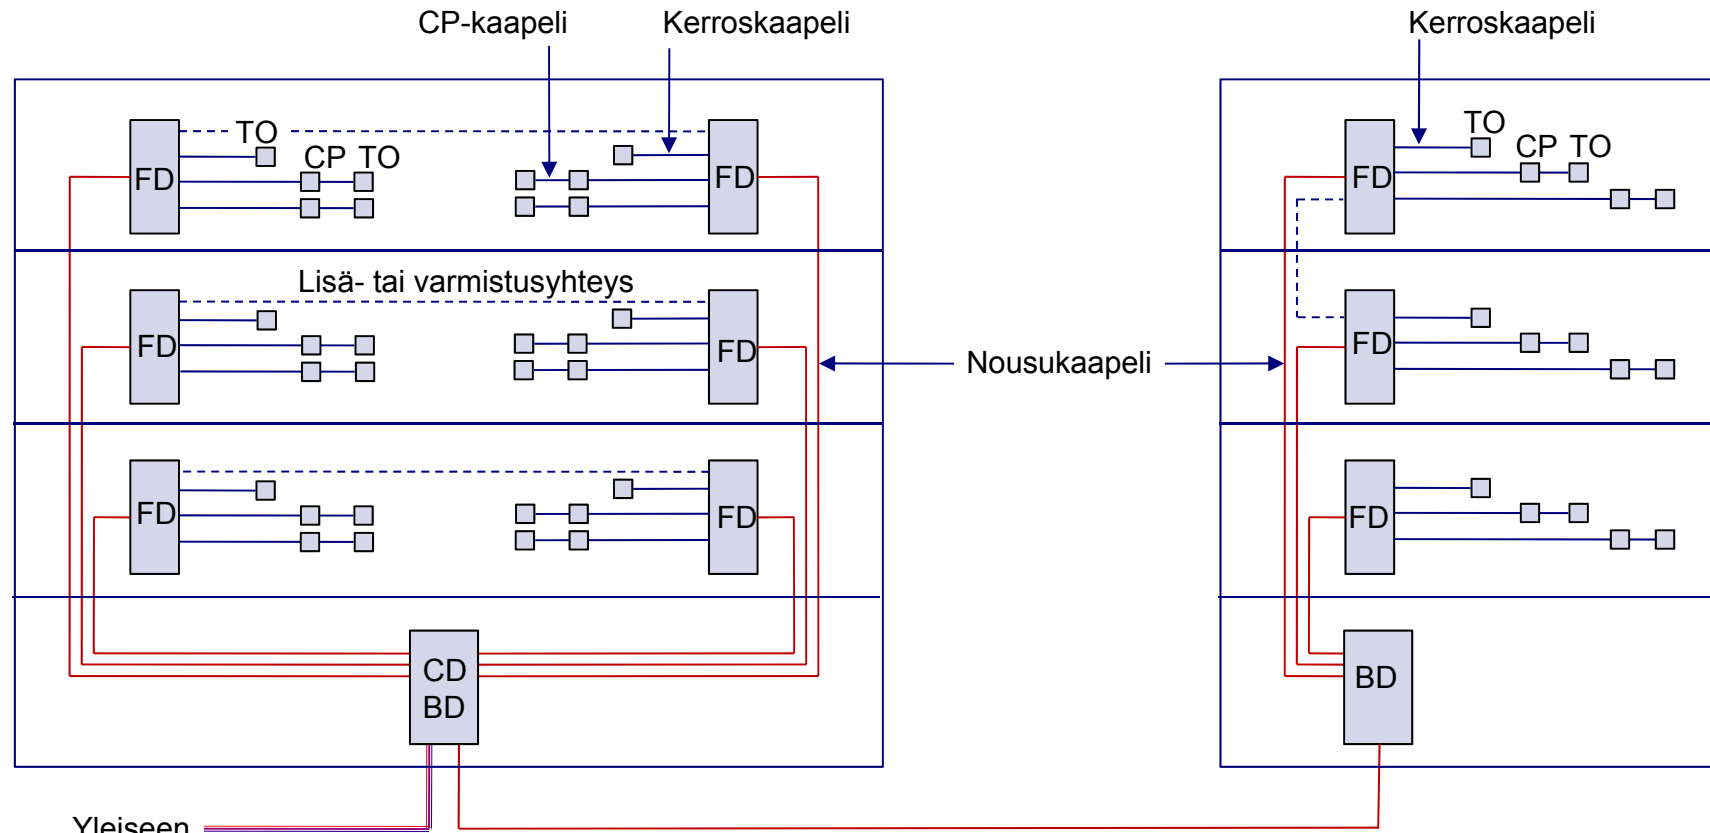 CP-kaapeli Kerroskaapeli Kerroskaapeli
TO TO
CP TO CP TO
FD FD FD
Lisä- tai varmistusyhteys
FD FD FD
Nousukaapeli
FD FD FD
CD
BD BD
Yleiseen